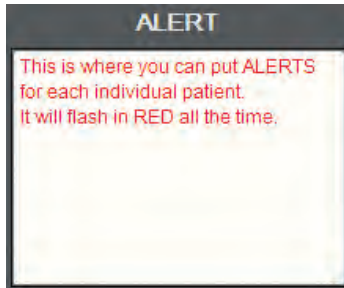 ALERT
This is where you can put ALERTS
for each individual patient.
It will flash in RED all the time.